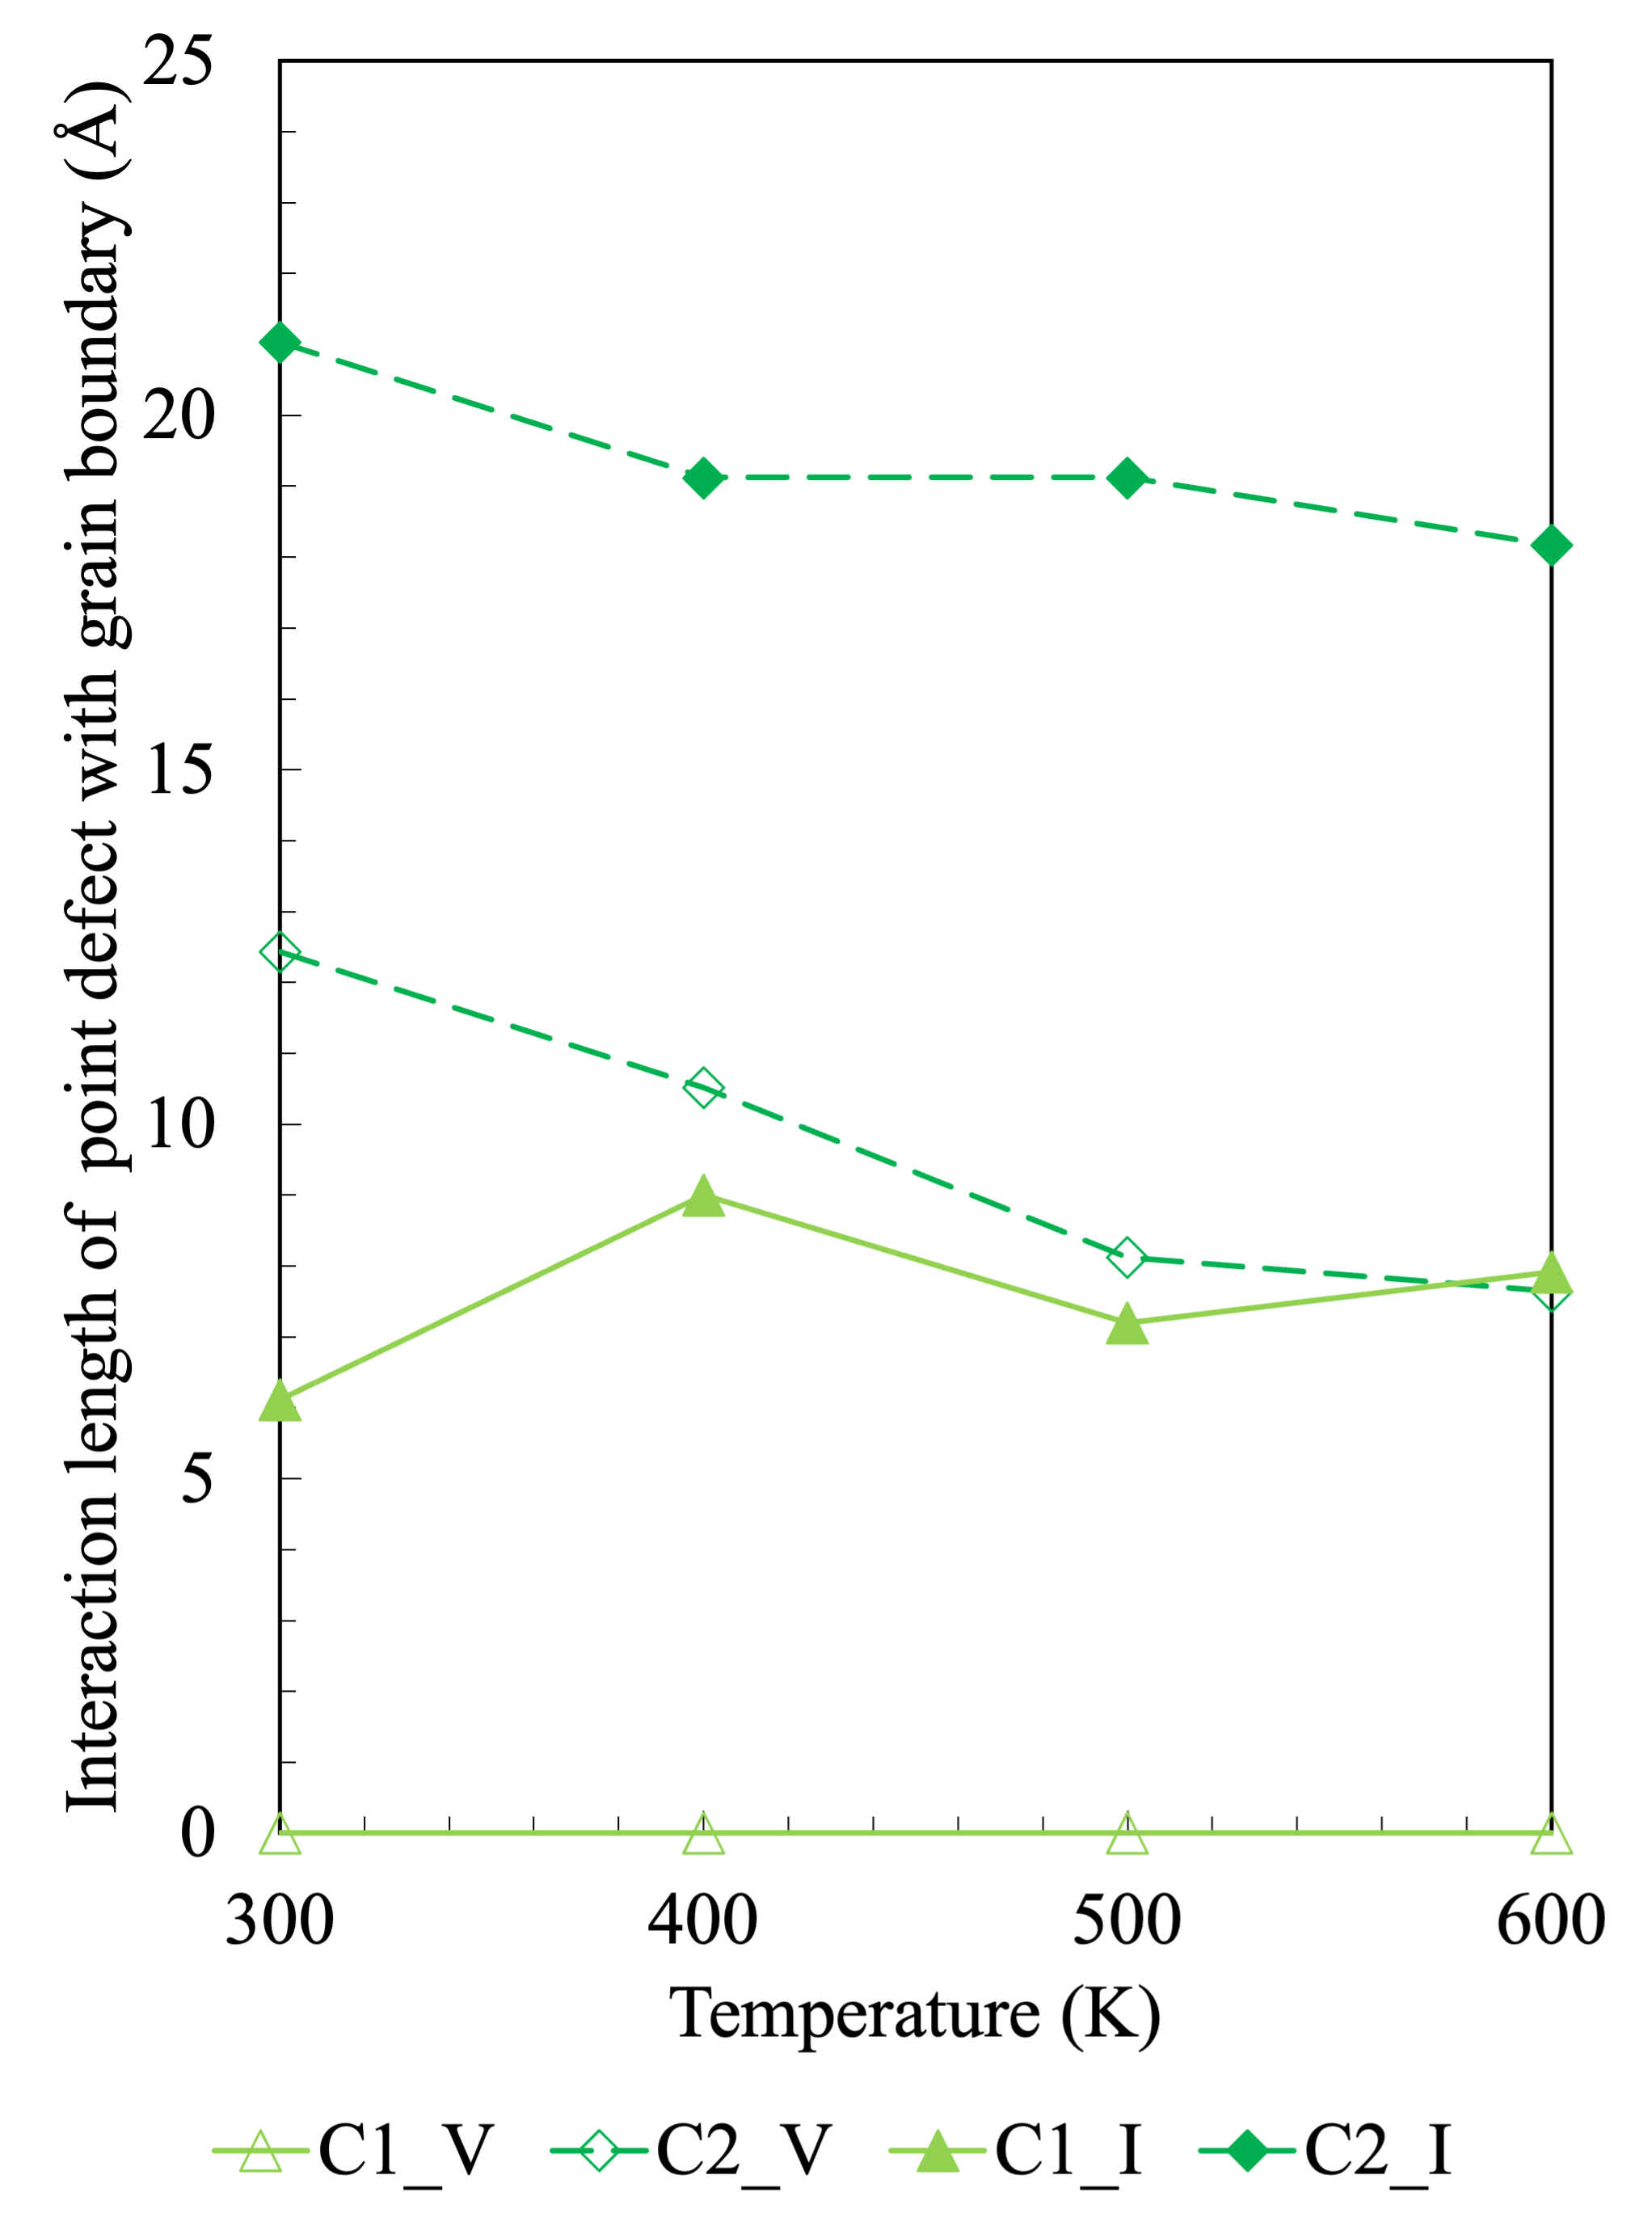 Interaction length of point defect with grain boundary (Å)
25
20
15
10
5
0
300 400 500 600
Temperature (K)
C1_V C2_V C1_I C2_I